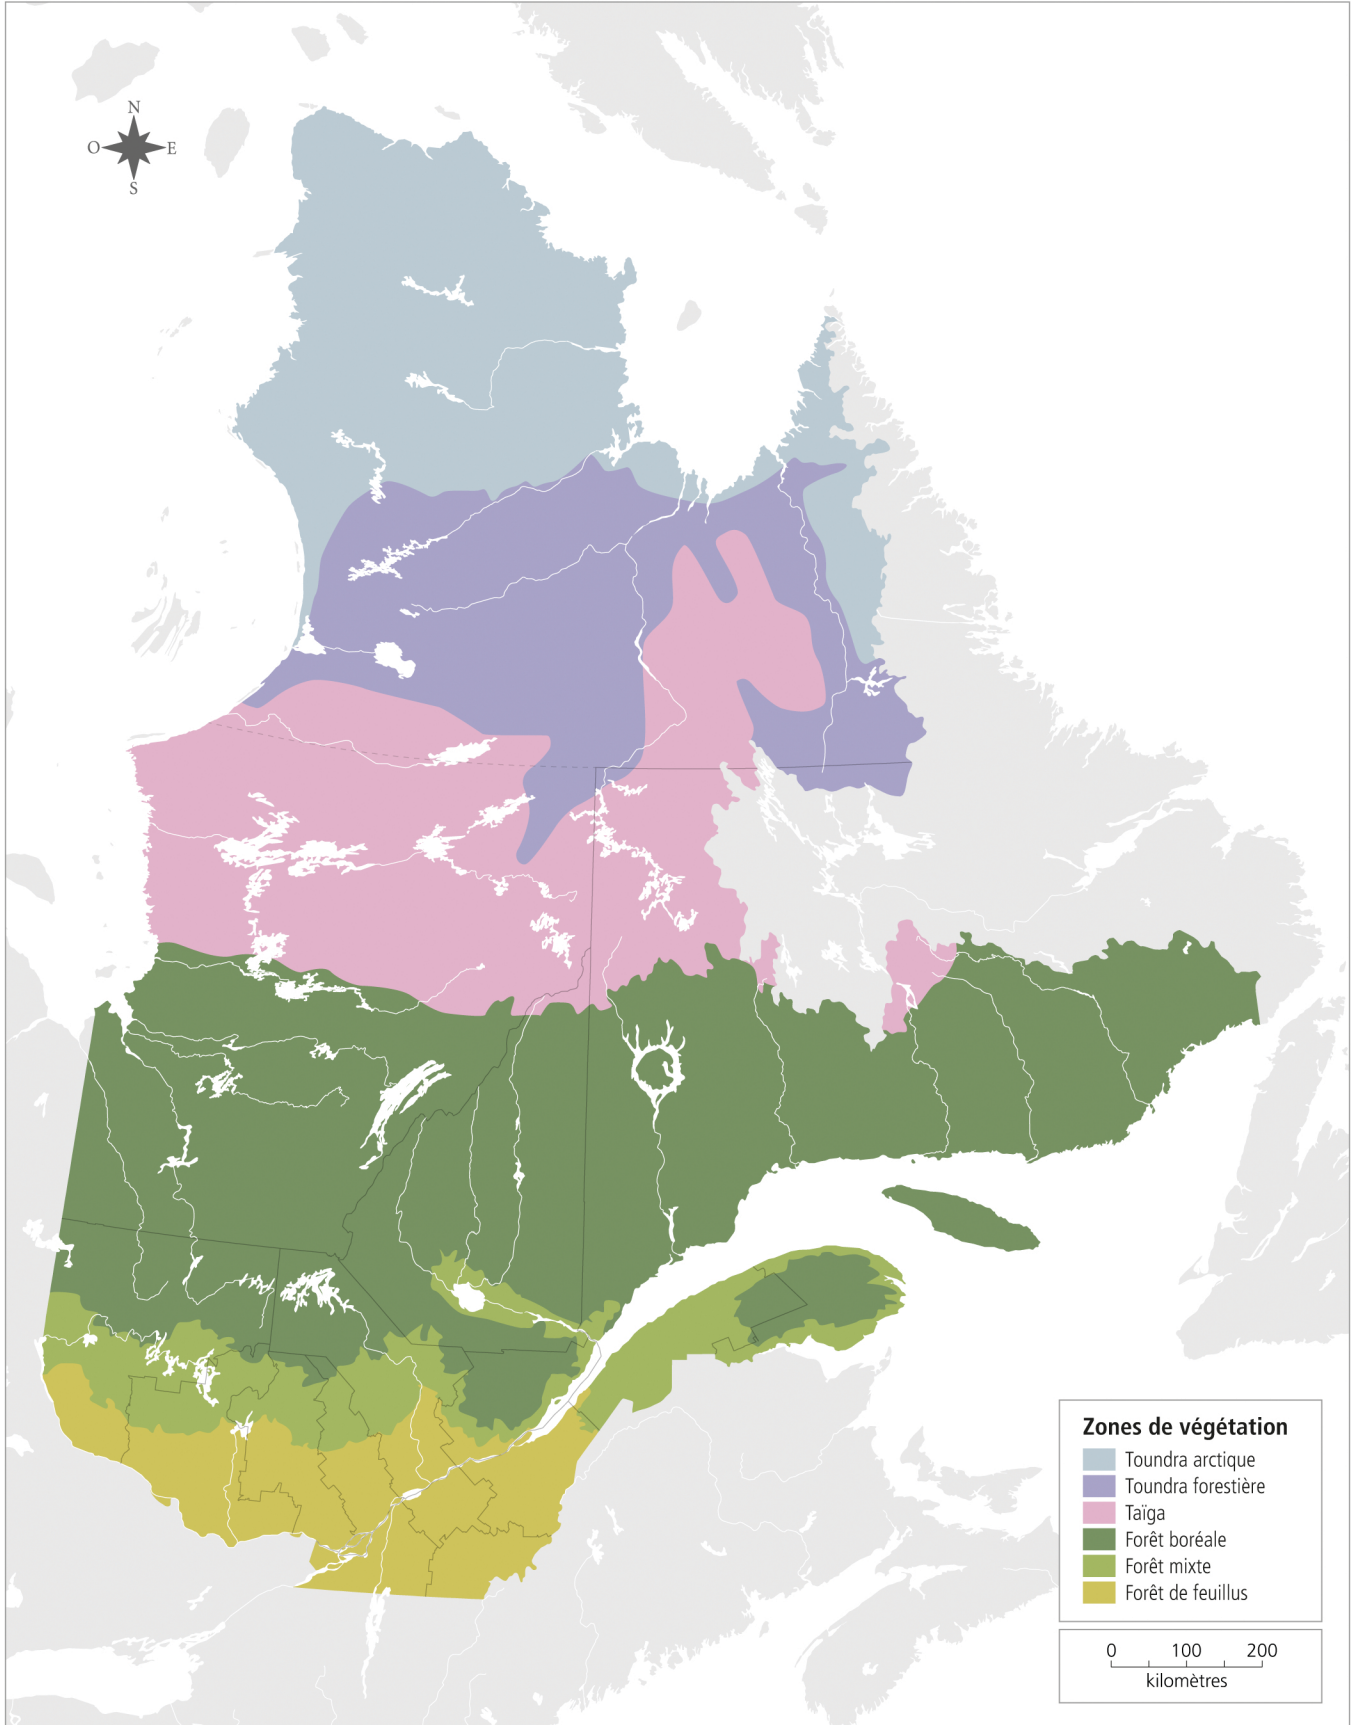 N
O E
S
Zones de végétation
Toundra arctique
Toundra forestière
Taïga
Forêt boréale
Forêt mixte
Forêt de feuillus
0 100 200
kilomètres